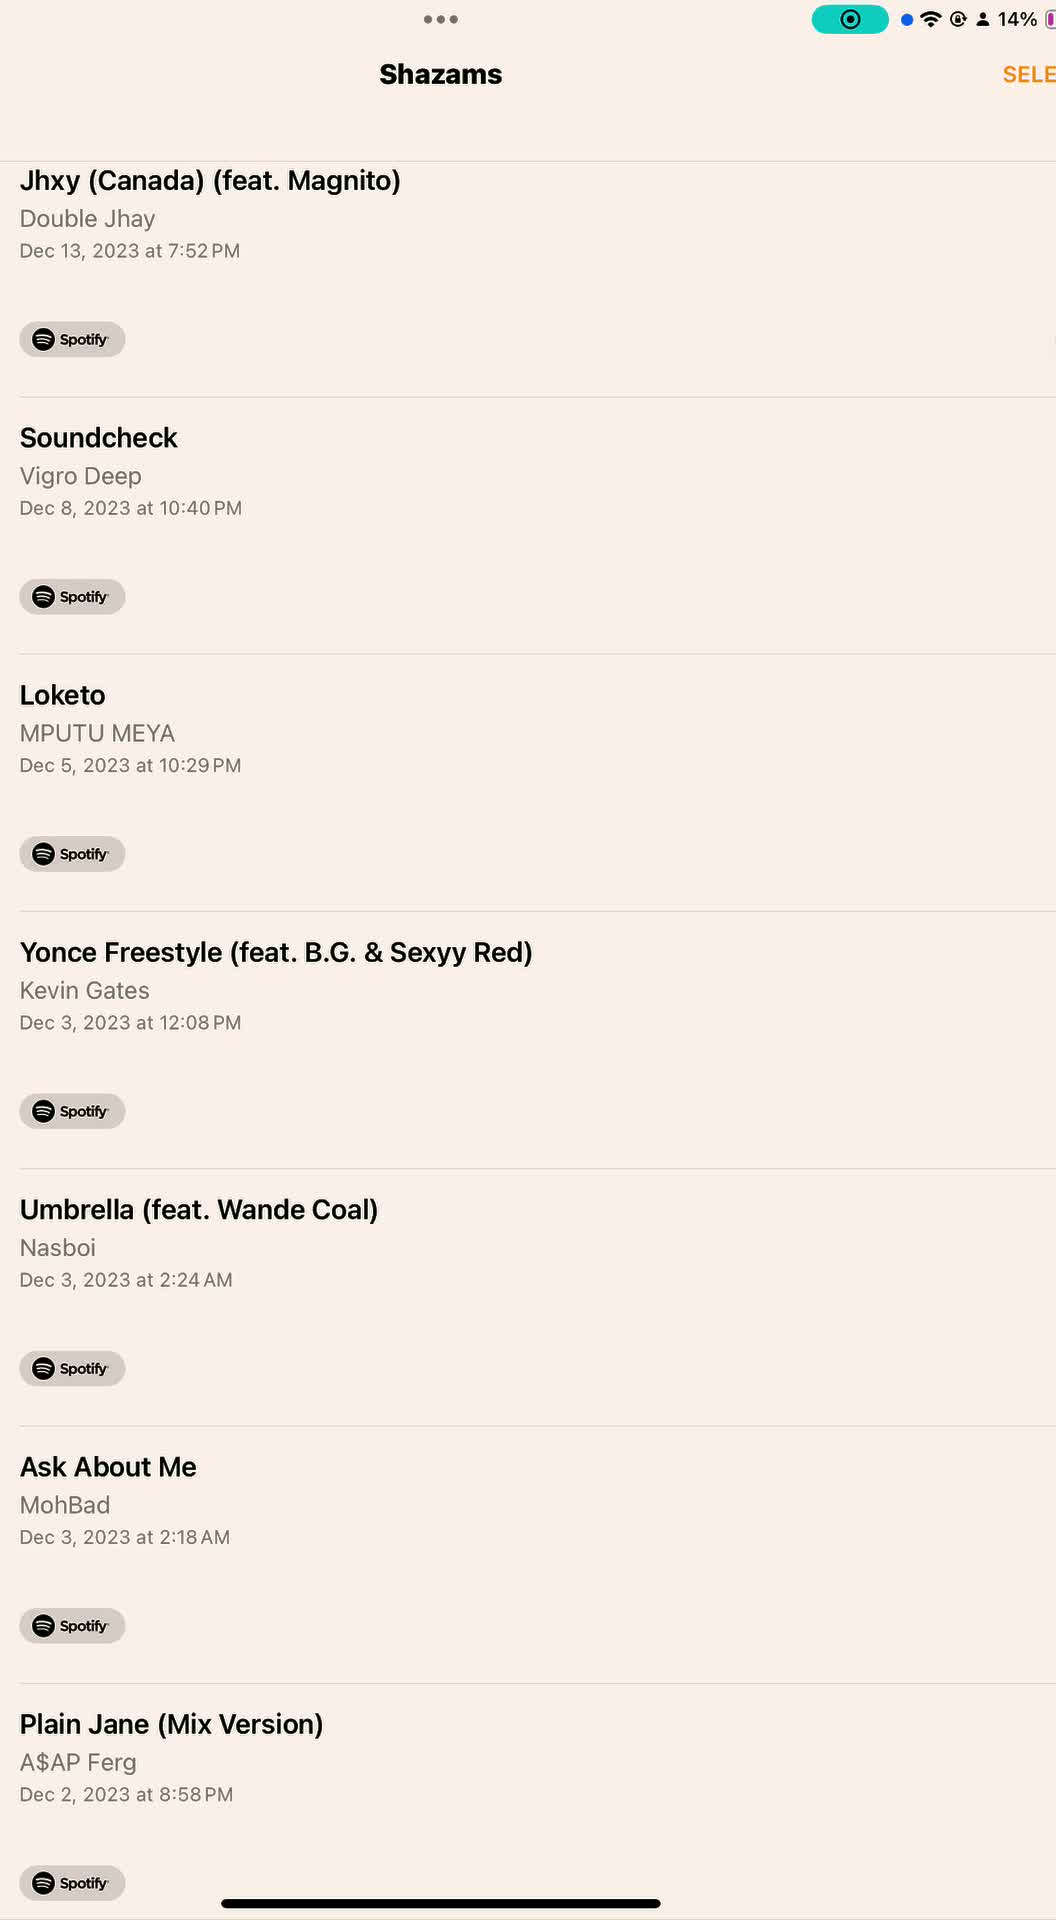 14%
Shazams
SELE
Jhxy (Canada) (feat. Magnito)
Double Jhay
Dec 13, 2023 at 7:52 PM
Spotify
Soundcheck
Vigro Deep
Dec 8, 2023 at 10:40 PM
Spotify
Loketo
MPUTU MEYA
Dec 5, 2023 at 10:29 PM
Spotify
Yonce Freestyle (feat. B.G. & Sexyy Red)
Kevin Gates
Dec 3, 2023 at 12:08 PM
Spotify
Umbrella (feat. Wande Coal)
Nasboi
Dec 3, 2023 at 2:24 AM
Spotify
Ask About Me
MohBad
Dec 3, 2023 at 2:18 AM
Spotify
Plain Jane (Mix Version)
A$AP Ferg
Dec 2, 2023 at 8:58 PM
Spotify